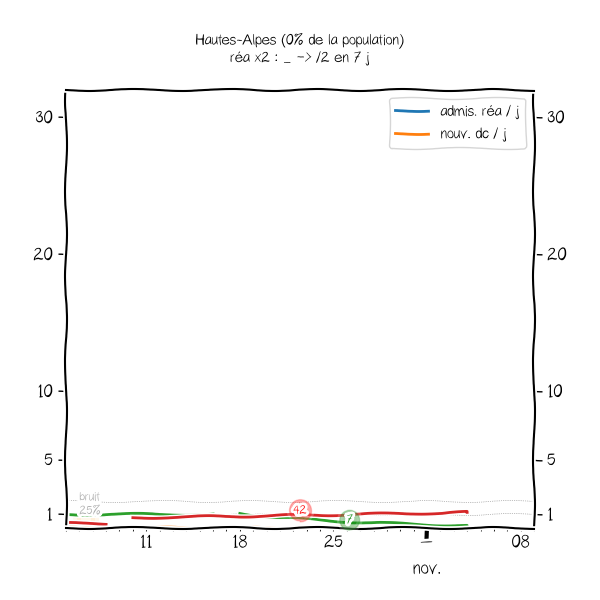 Hautes-Alpes (0% de la population)
réa x2 : _ -> /2 en 7 j
admis. réa / j
nouv. dc / j
30
30
20
20
10
10
5
5
bruit
25%
1
1
42
7
11
18
25
08
nov.